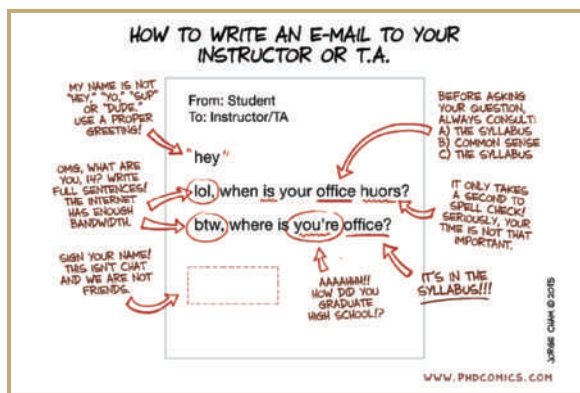 HOW TO WRITE AN E-MAIL TO YOUR
INSTRUCTOR OR T.A.
MY NAME IS NOT
"HEY," "YO," "SUP"
OR "DUDE."
USE A PROPER
GREETING!
From: Student
To: Instructor/TA
BEFORE ASKING
YOUR QUESTION,
ALWAYS CONSULT:
A) THE SYLLABUS
B) COMMON SENSE
C) THE SYLLABUS
"hey"
OMG, WHAT ARE
YOU, 14? WRITE
FULL SENTENCES!
THE INTERNET
HAS ENOUGH
BANDWIDTH.
lol, when is your office huors?
btw, where is you're office?
IT ONLY TAKES
A SECOND TO
SPELL CHECK!
SERIOUSLY, YOUR
TIME IS NOT THAT
IMPORTANT.
SIGN YOUR NAME!
THIS ISN'T CHAT
AND WE ARE NOT
FRIENDS.
AAAAHHH!!
HOW DID YOU
GRADUATE
HIGH SCHOOL!?
IT'S IN THE
SYLLABUS!!!
JORGE CHAM © 2015
WWW.PHDCOMICS.COM